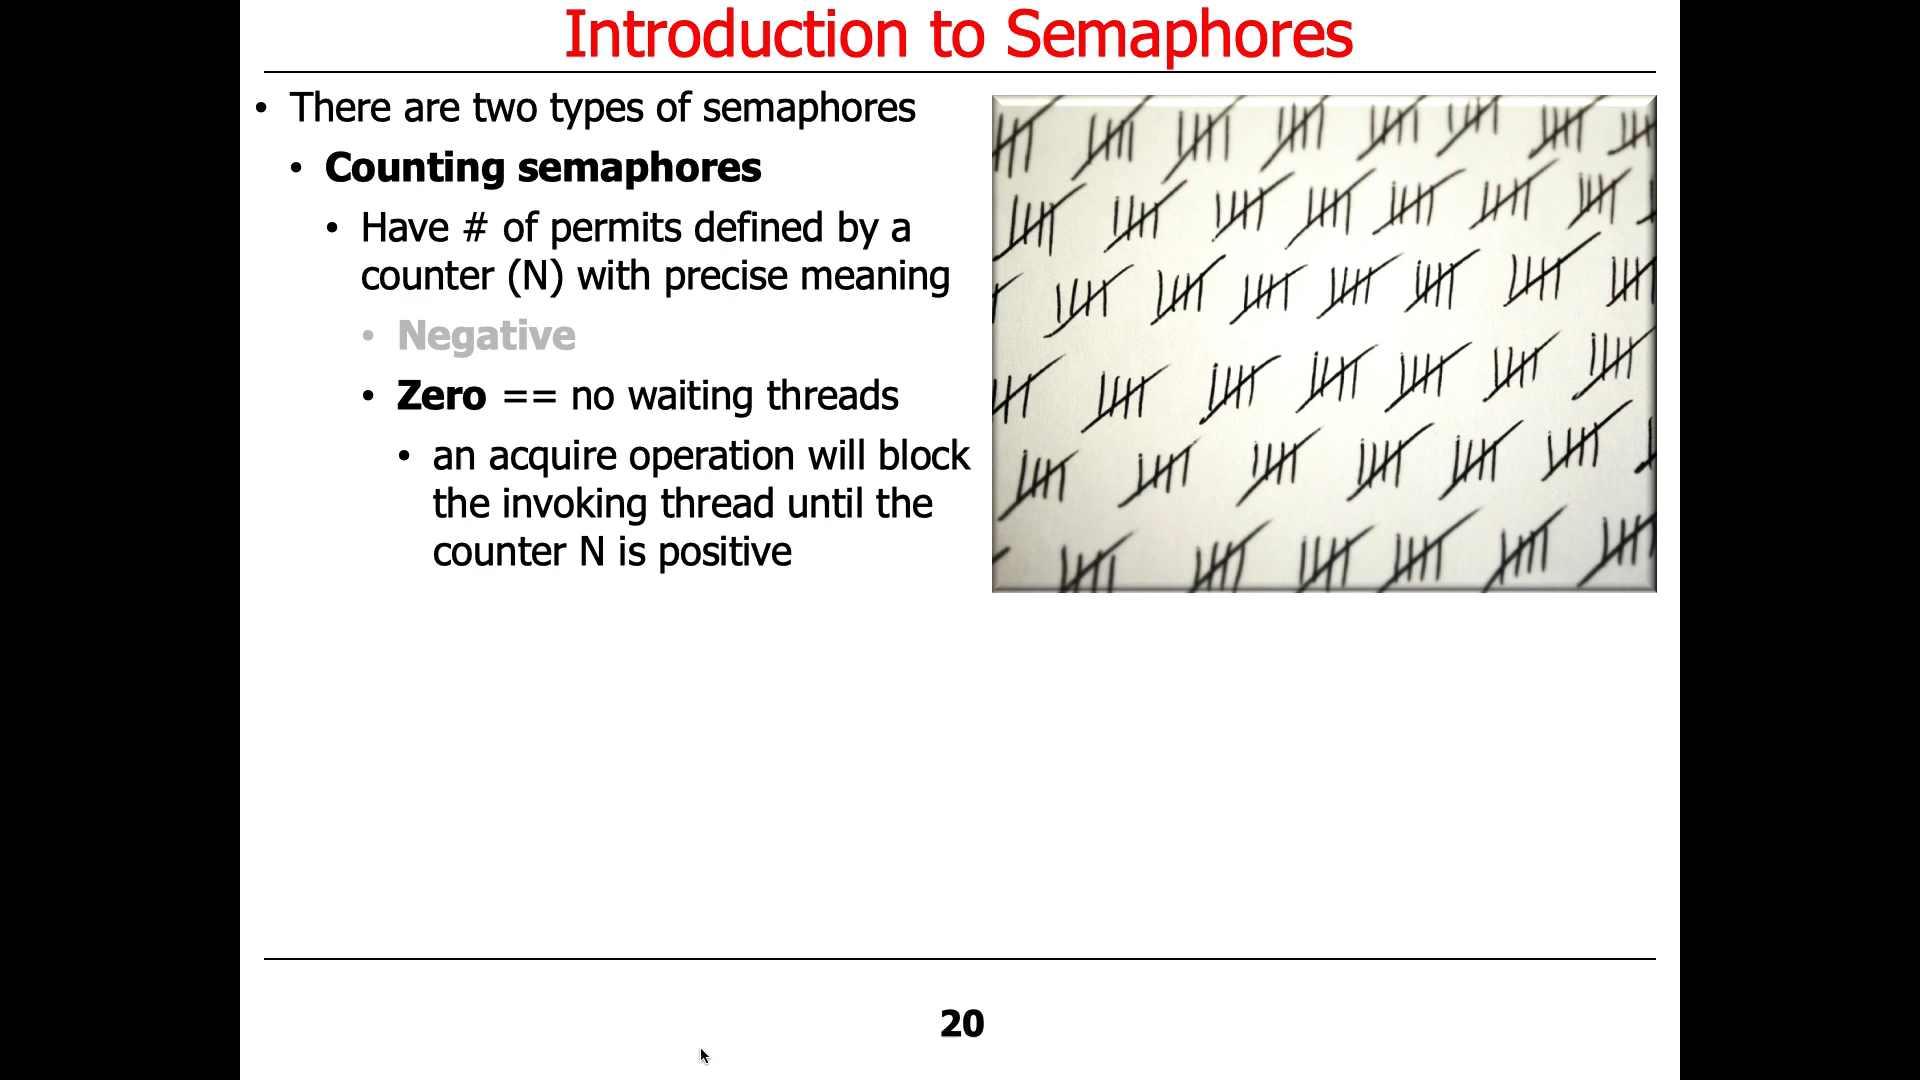 Introduction to Semaphores
• There are two types of semaphores
• Counting semaphores
• Have # of permits defined by a
counter (N) with precise meaning
• Negative
• Zero == no waiting threads
• an acquire operation will block
the invoking thread until the
counter N is positive
20